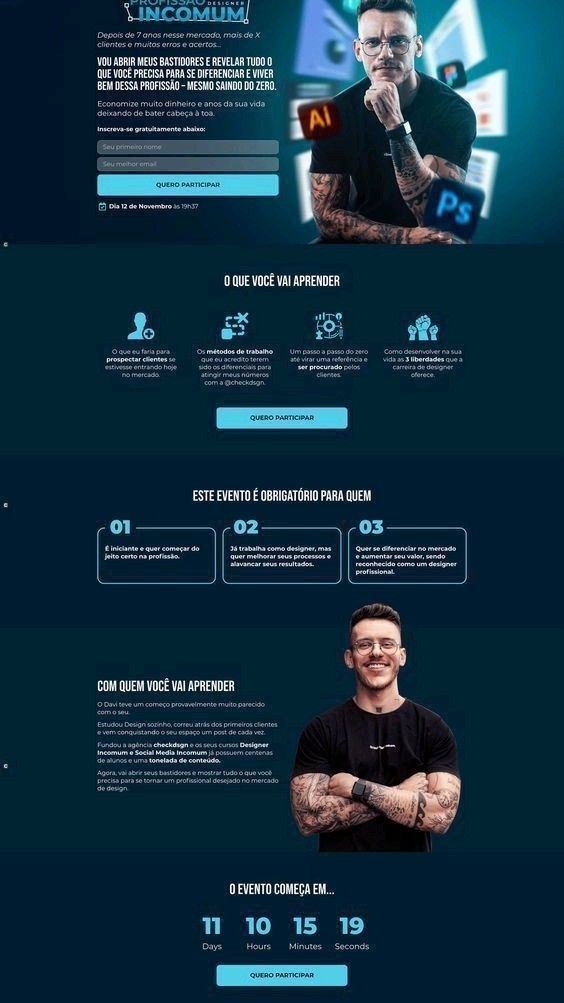 PROFISSÃO DESIGNER
INCOMUM
Depois de 7 anos nesse mercado, mais de X
clientes e muitos erros e acertos...
VOU ABRIR MEUS BASTIDORES E REVELAR TUDO O
QUE VOCÊ PRECISA PARA SE DIFERENCIAR E VIVER
BEM DESSA PROFISSÃO – MESMO SAINDO DO ZERO.
Economize muito dinheiro e anos da sua vida
deixando de bater cabeça à toa.
Inscreva-se gratuitamente abaixo:
Seu primeiro nome
Seu melhor email
QUERO PARTICIPAR
Dia 12 de Novembro às 19h37
Ai
Ps
O QUE VOCÊ VAI APRENDER
O que eu faria para
prospectar clientes se
estivesse entrando hoje
no mercado.
Os métodos de trabalho
que eu acredito terem
sido os diferenciais para
atingir meus números
com a @checkdsgn.
Um passo a passo do zero
até virar uma referência e
ser procurado pelos
clientes.
Como desenvolver na sua
vida as 3 liberdades que a
carreira de designer
oferece.
QUERO PARTICIPAR
ESTE EVENTO É OBRIGATÓRIO PARA QUEM
01
É iniciante e quer começar do
jeito certo na profissão.
02
Já trabalha como designer, mas
quer melhorar seus processos e
alavancar seus resultados.
03
Quer se diferenciar no mercado
e aumentar seu valor, sendo
reconhecido como um designer
profissional.
COM QUEM VOCÊ VAI APRENDER
O Davi teve um começo provavelmente muito parecido
com o seu.
Estudou Design sozinho, correu atrás dos primeiros clientes
e vem conquistando o seu espaço um post de cada vez.
Fundou a agência checkdsgn e os seus cursos Designer
Incomum e Social Media Incomum já possuem centenas
de alunos e uma tonelada de conteúdo.
Agora, vai abrir seus bastidores e mostrar tudo o que você
precisa para se tornar um profissional desejado no mercado
de design.
O EVENTO COMEÇA EM...
11 10 15 19
Days Hours Minutes Seconds
QUERO PARTICIPAR